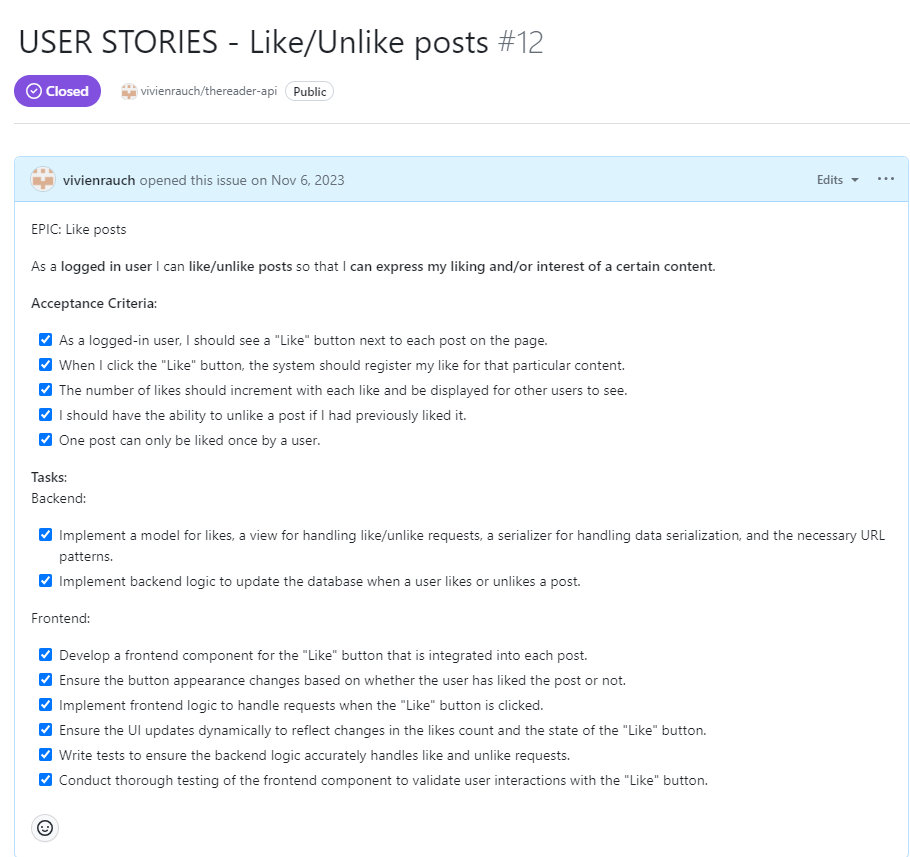 USER STORIES - Like/Unlike posts #12
Closed vivienrauch/thereader-api Public
vivienrauch opened this issue on Nov 6, 2023 Edits
EPIC: Like posts
As a logged in user I can like/unlike posts so that I can express my liking and/or interest of a certain content.
Acceptance Criteria:
As a logged-in user, I should see a "Like" button next to each post on the page.
When I click the "Like" button, the system should register my like for that particular content.
The number of likes should increment with each like and be displayed for other users to see.
I should have the ability to unlike a post if I had previously liked it.
One post can only be liked once by a user.
Tasks:
Backend:
Implement a model for likes, a view for handling like/unlike requests, a serializer for handling data serialization, and the necessary URL
patterns.
Implement backend logic to update the database when a user likes or unlikes a post.
Frontend:
Develop a frontend component for the "Like" button that is integrated into each post.
Ensure the button appearance changes based on whether the user has liked the post or not.
Implement frontend logic to handle requests when the "Like" button is clicked.
Ensure the UI updates dynamically to reflect changes in the likes count and the state of the "Like" button.
Write tests to ensure the backend logic accurately handles like and unlike requests.
Conduct thorough testing of the frontend component to validate user interactions with the "Like" button.